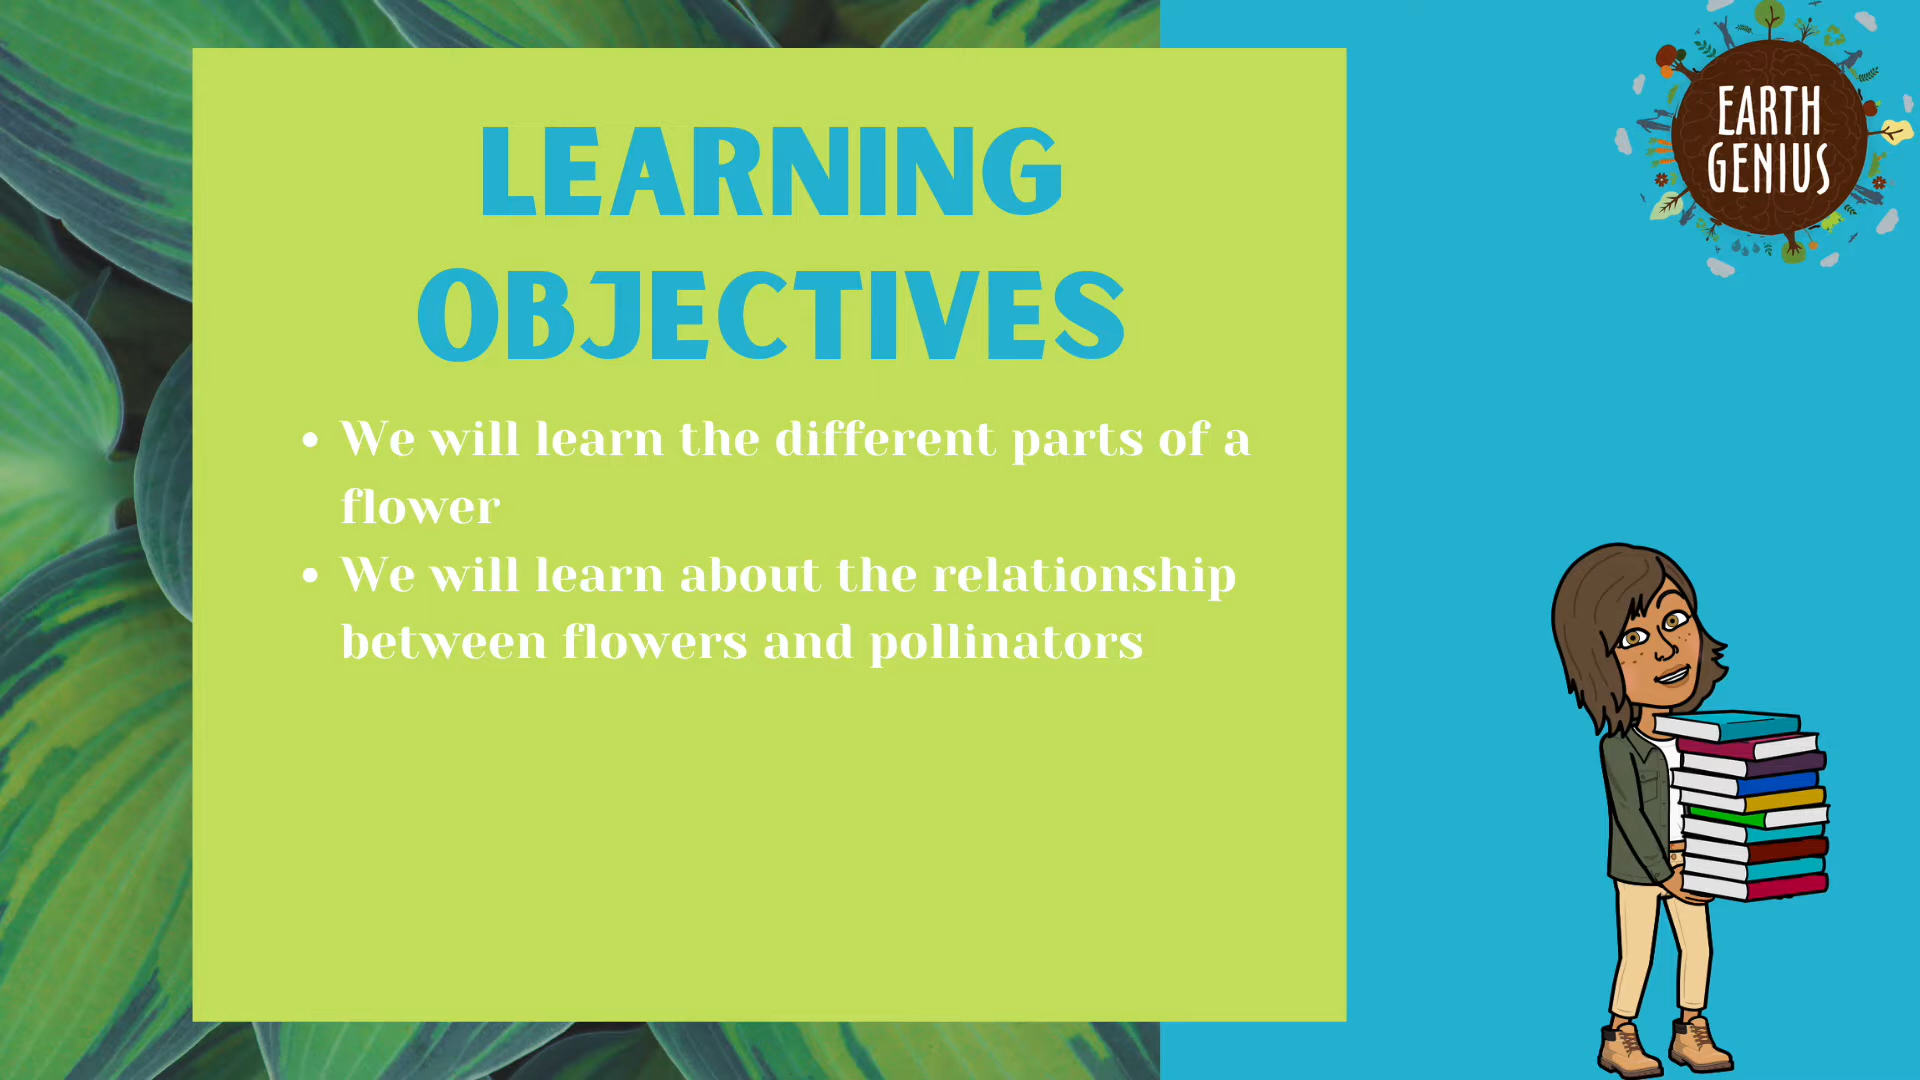 LEARNING
OBJECTIVES
• We will learn the different parts of a
flower
• We will learn about the relationship
between flowers and pollinators
EARTH
GENIUS